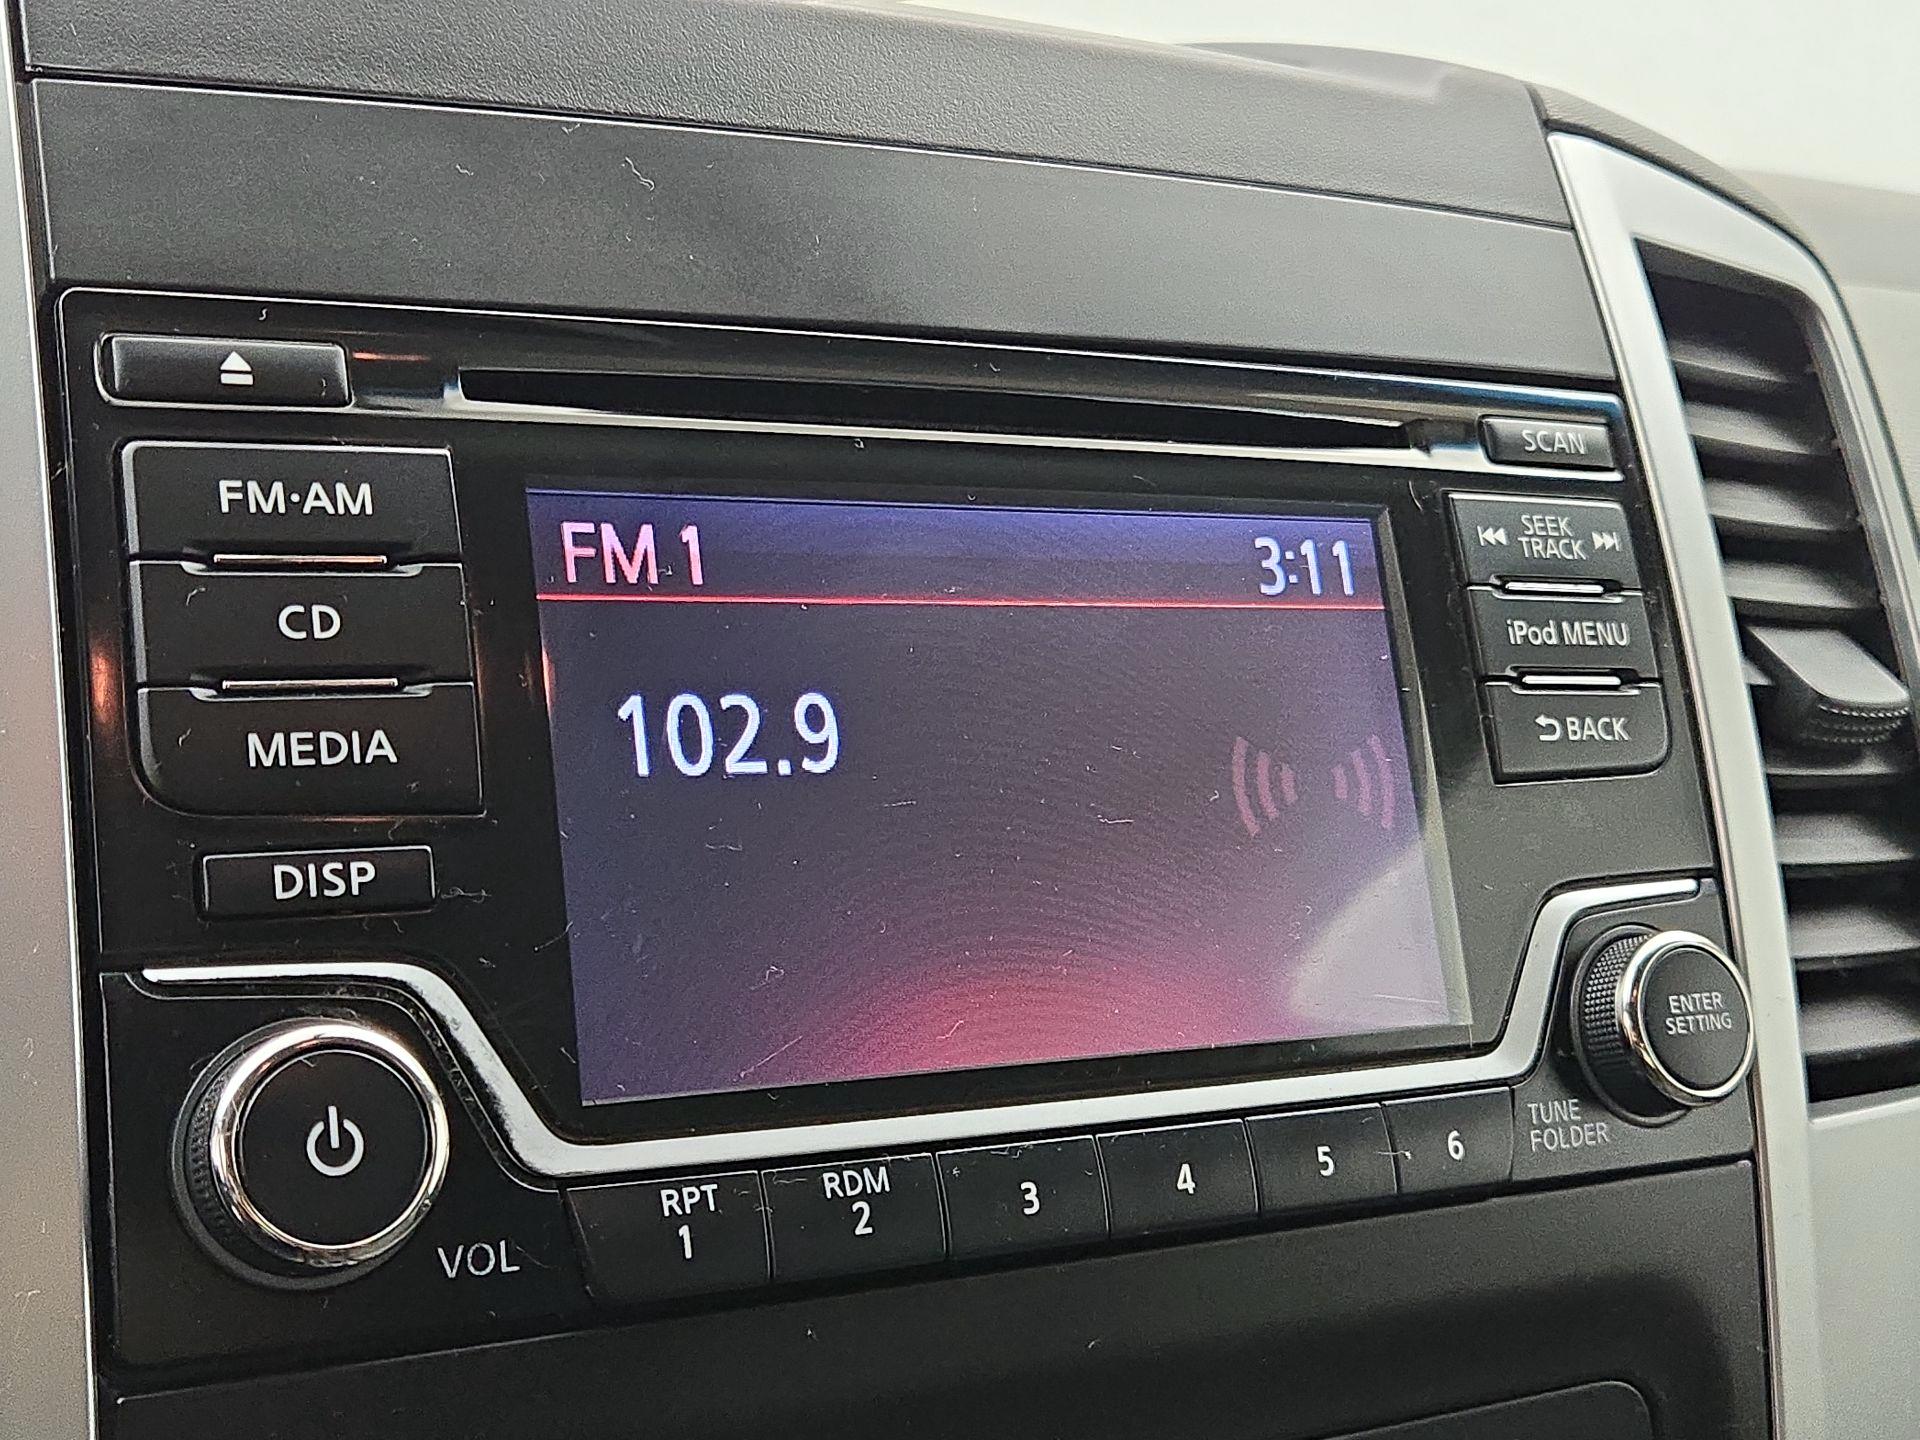 SCAN
FM·AM
FM 1
3:11
SEEK
TRACK
CD
iPod MENU
102.9
MEDIA
BACK
DISP
ENTER
SETTING
TUNE
FOLDER
VOL
RPT
1
RDM
2
3
4
5
6